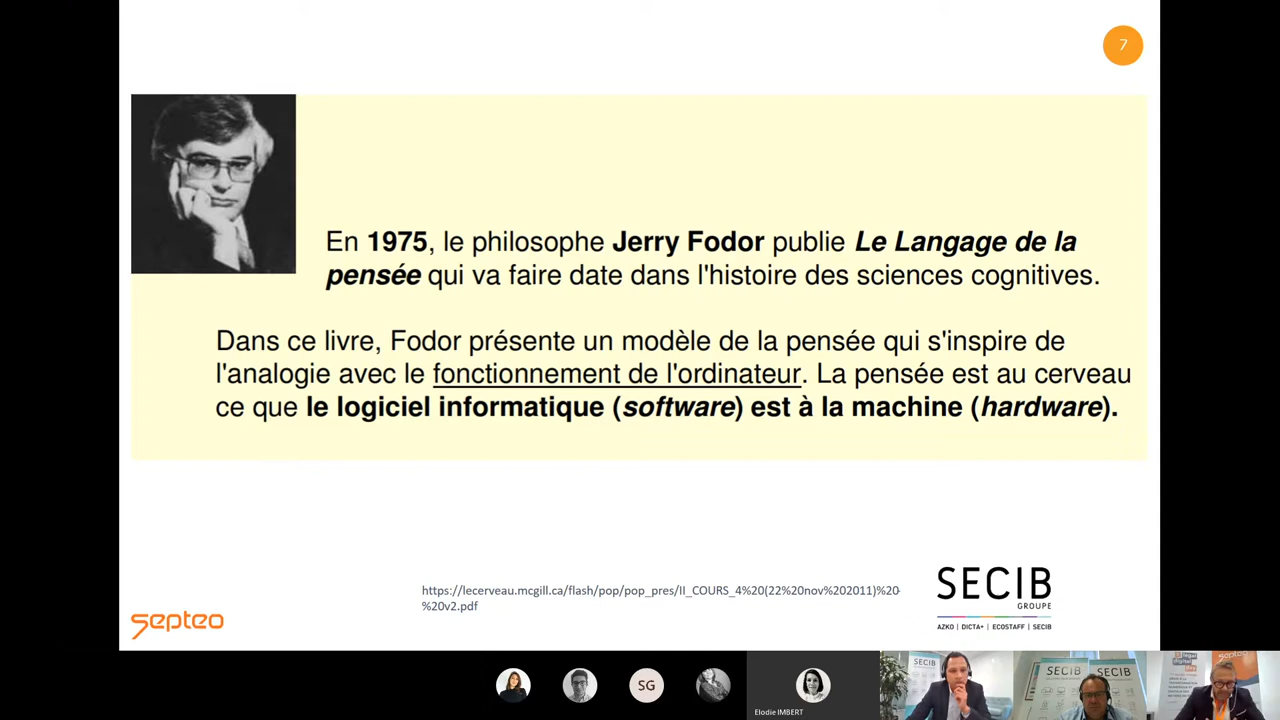 7
En 1975, le philosophe Jerry Fodor publie Le Langage de la
pensée qui va faire date dans l'histoire des sciences cognitives.
Dans ce livre, Fodor présente un modèle de la pensée qui s'inspire de
l'analogie avec le fonctionnement de l'ordinateur. La pensée est au cerveau
ce que le logiciel informatique (software) est à la machine (hardware).
https://lecerveau.mcgill.ca/flash/pop/pop_pres/II_COURS_4%20(22%20nov%202011)%20-
%20v2.pdf
septeo
SECIB
GROUPE
AZKO | DICTA+ | ECOSTAFF | SECIB
SG
Elodie IMBERT
SECIB
SECIB
SECIB
septeo